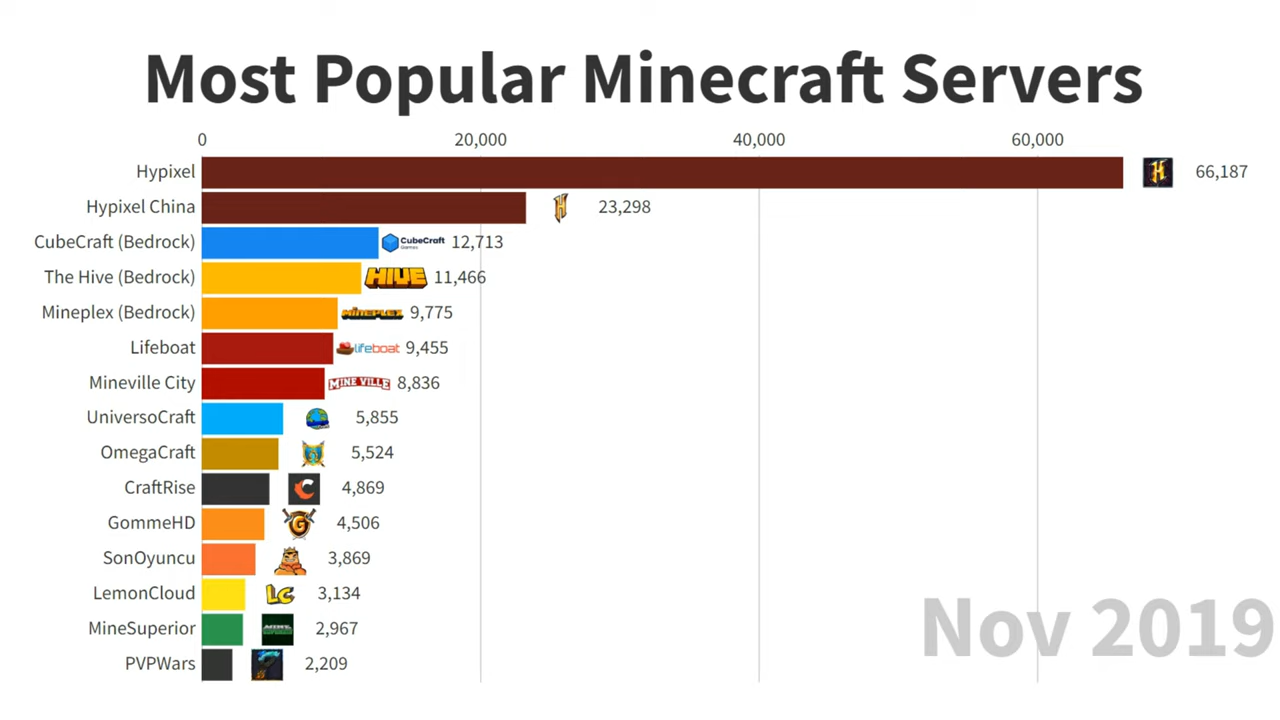 Most Popular Minecraft Servers
0 20,000 40,000 60,000
Hypixel H 66,187
Hypixel China H 23,298
CubeCraft (Bedrock) CubeCraft Games 12,713
The Hive (Bedrock) HIVE 11,466
Mineplex (Bedrock) MINEPLEX 9,775
Lifeboat lifeboat 9,455
Mineville City MINEVILLE 8,836
UniversoCraft 5,855
OmegaCraft 5,524
CraftRise C 4,869
GommeHD G 4,506
SonOyuncu 3,869
LemonCloud LC 3,134
MineSuperior 2,967
PVPWars 2,209
Nov 2019